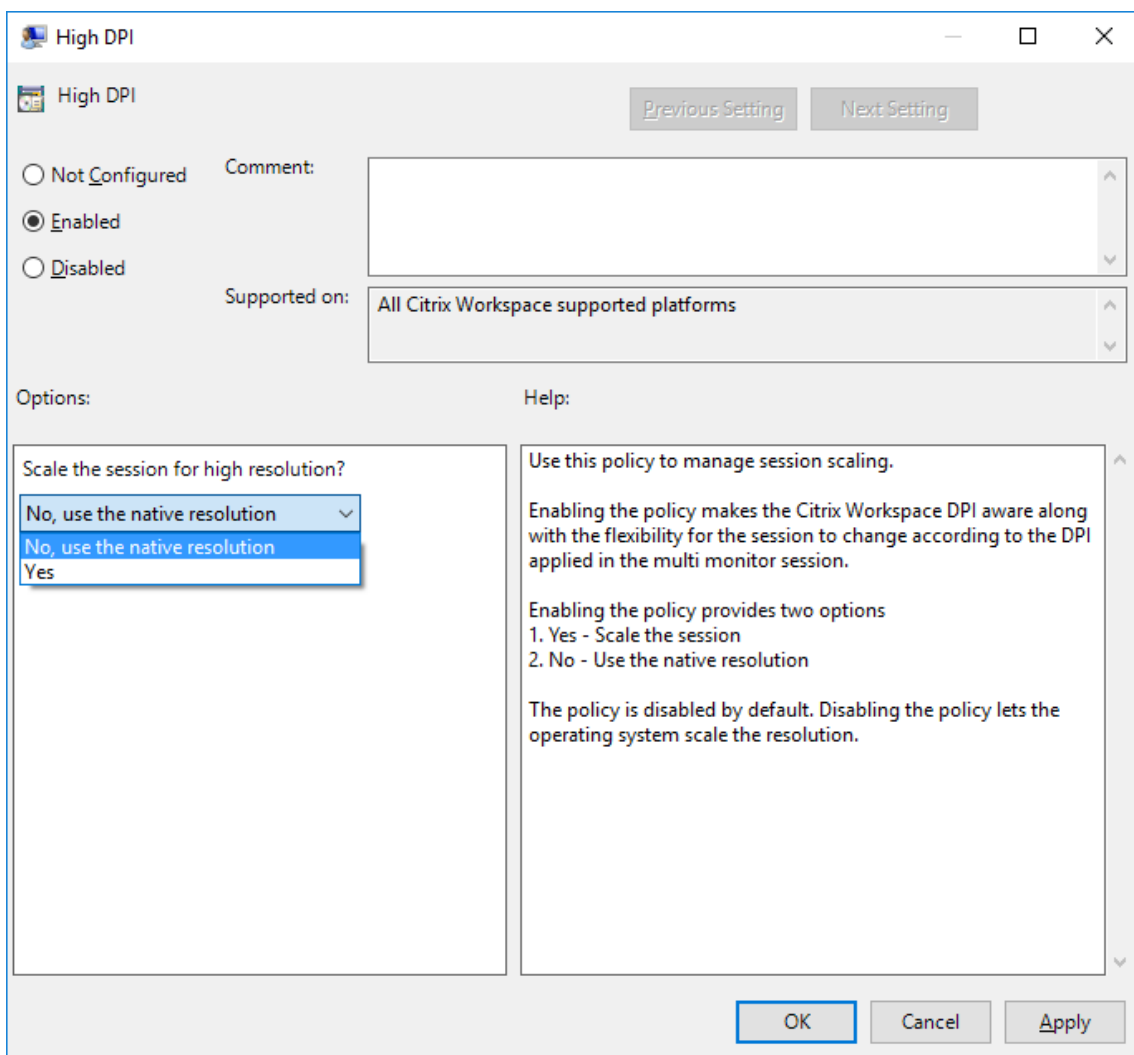 High DPI
High DPI
Previous Setting
Next Setting
Not Configured
Comment:
Enabled
Disabled
Supported on:
All Citrix Workspace supported platforms
Options:
Help:
Scale the session for high resolution?
No, use the native resolution
No, use the native resolution
Yes
Use this policy to manage session scaling.
Enabling the policy makes the Citrix Workspace DPI aware along
with the flexibility for the session to change according to the DPI
applied in the multi monitor session.
Enabling the policy provides two options
1. Yes - Scale the session
2. No - Use the native resolution
The policy is disabled by default. Disabling the policy lets the
operating system scale the resolution.
OK
Cancel
Apply